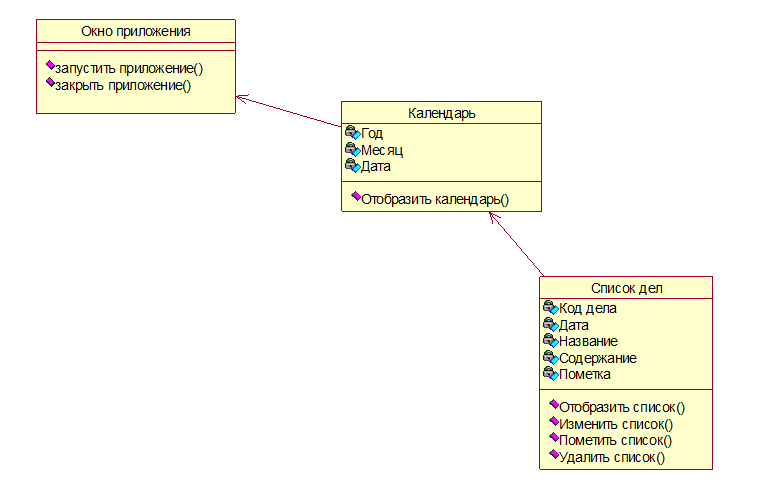 Окно приложения
запустить приложение()
закрыть приложение()
Календарь
Год
Месяц
Дата
Отобразить календарь()
Список дел
Код дела
Дата
Название
Содержание
Пометка
Отобразить список()
Изменить список()
Пометить список()
Удалить список()